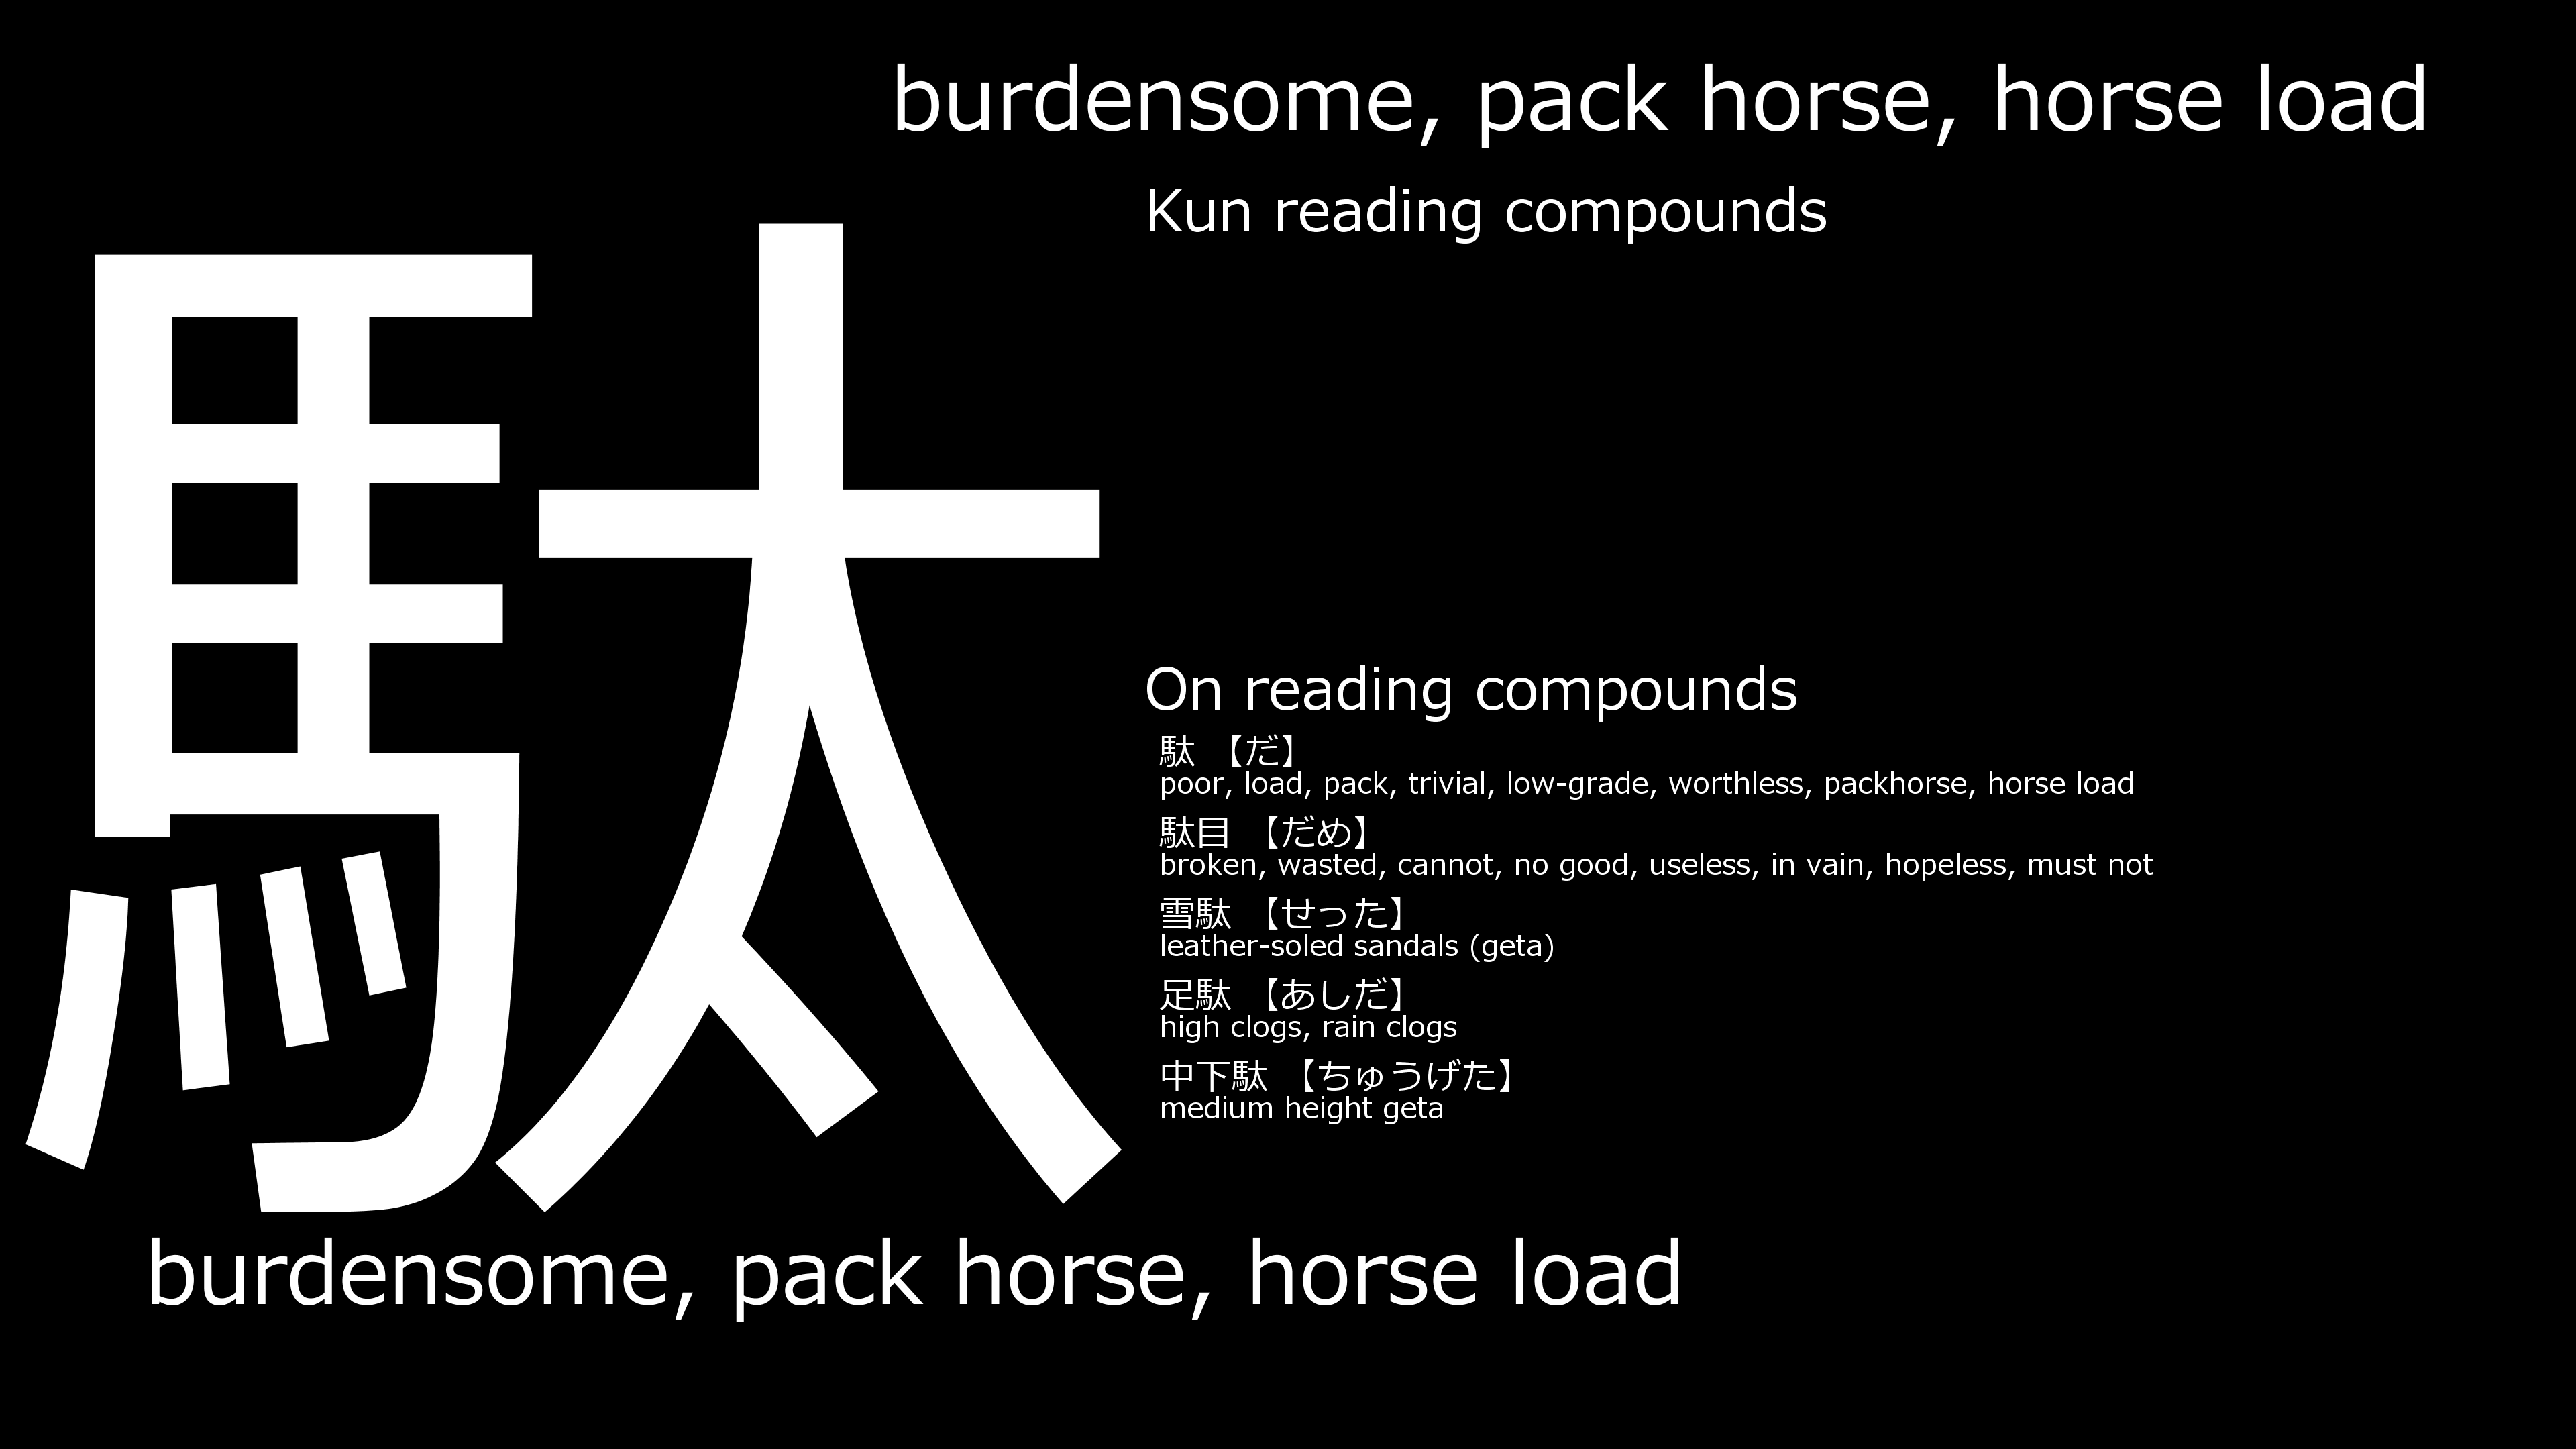 burdensome, pack horse, horse load
Kun reading compounds
駄
On reading compounds
駄 【だ】
poor, load, pack, trivial, low-grade, worthless, packhorse, horse load
駄目 【だめ】
broken, wasted, cannot, no good, useless, in vain, hopeless, must not
雪駄 【せった】
leather-soled sandals (geta)
足駄 【あしだ】
high clogs, rain clogs
中下駄 【ちゅうげた】
medium height geta
burdensome, pack horse, horse load